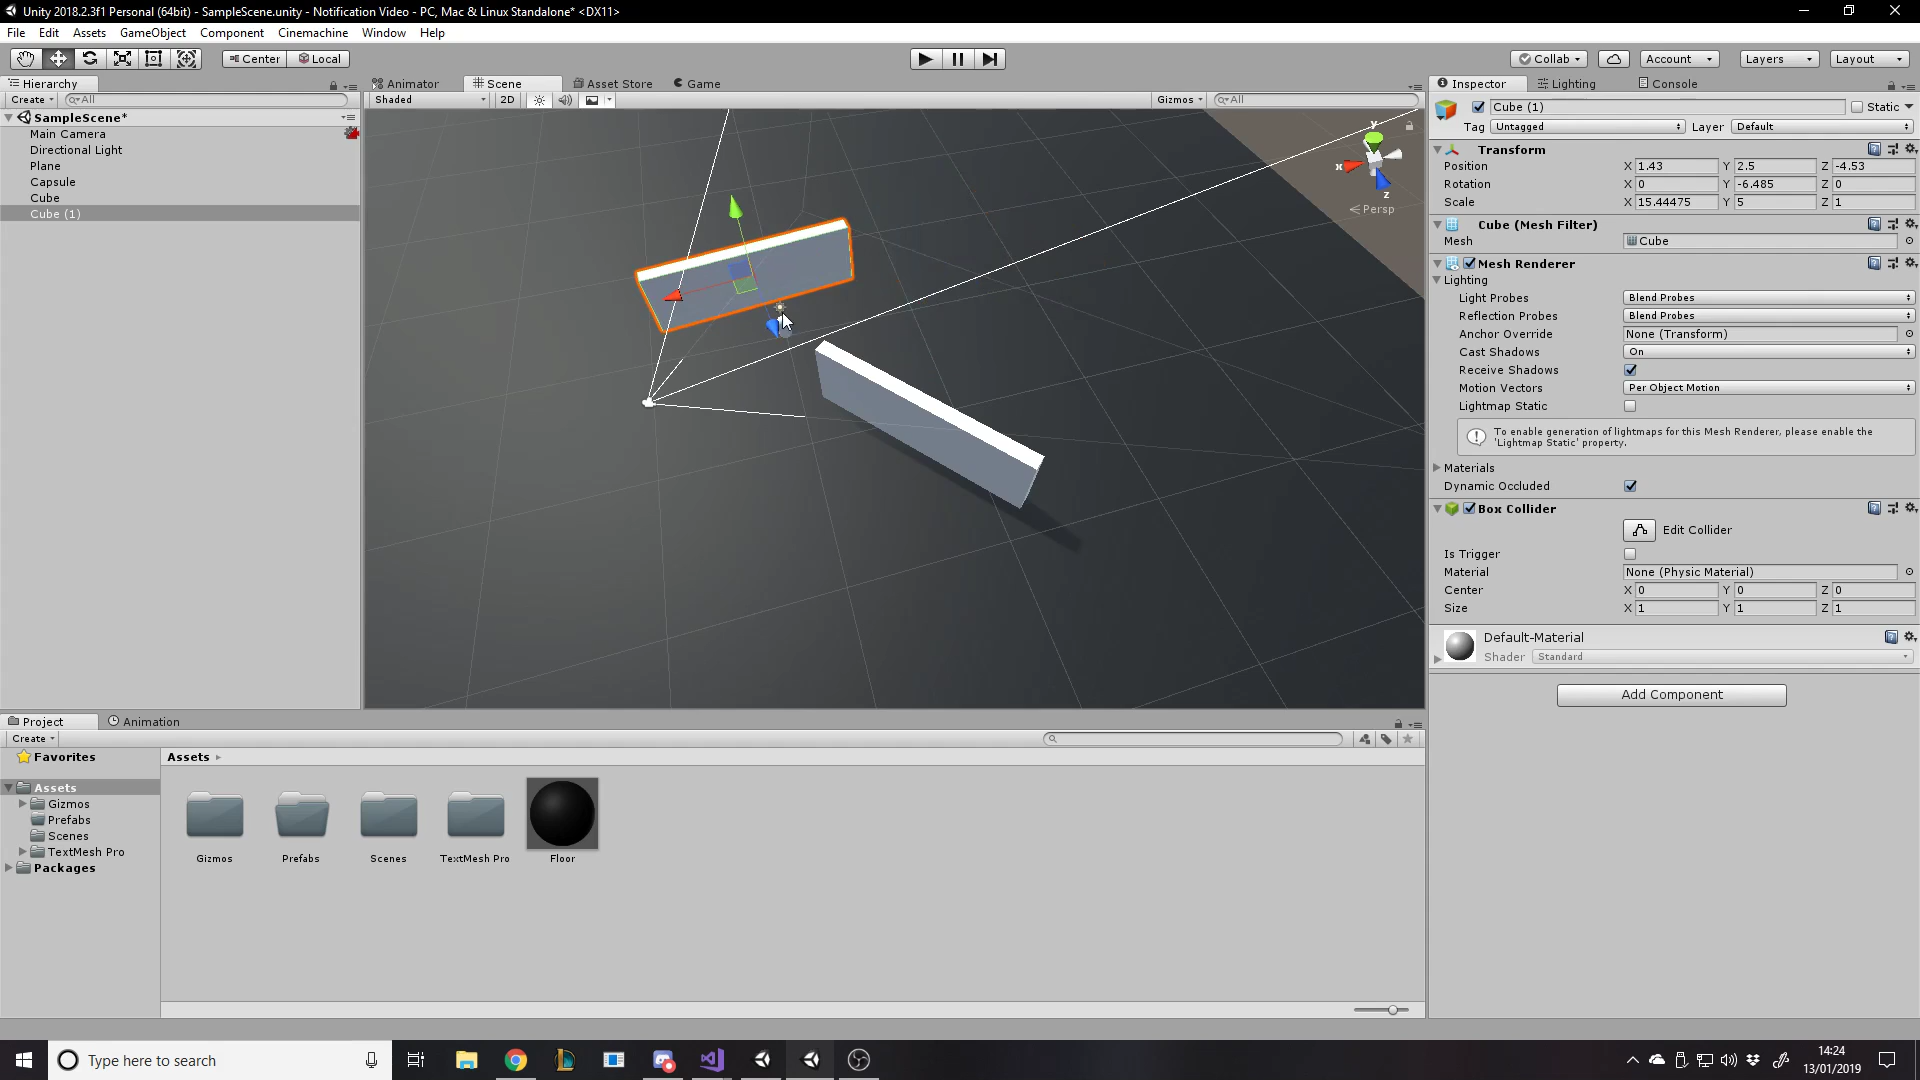 Unity 2018.2.3f1 Personal (64bit) - SampleScene.unity - Notification Video - PC, Mac & Linux Standalone* <DX11>
File Edit Assets GameObject Component Cinemachine Window Help
Center Local Collab Account Layers Layout
Hierarchy
Create All
SampleScene*
Main Camera
Directional Light
Plane
Capsule
Cube
Cube (1)
Animator Scene Asset Store Game
Shaded 2D Gizmos All
y
x
z
Persp
Inspector Lighting Console
Cube (1) Static
Tag Untagged Layer Default
Transform
Position X 1.43 Y 2.5 Z -4.53
Rotation X 0 Y -6.485 Z 0
Scale X 15.44475 Y 5 Z 1
Cube (Mesh Filter)
Mesh Cube
Mesh Renderer
Lighting
Light Probes Blend Probes
Reflection Probes Blend Probes
Anchor Override None (Transform)
Cast Shadows On
Receive Shadows
Motion Vectors Per Object Motion
Lightmap Static
To enable generation of lightmaps for this Mesh Renderer, please enable the
'Lightmap Static' property.
Materials
Dynamic Occluded
Box Collider
Edit Collider
Is Trigger
Material None (Physic Material)
Center X 0 Y 0 Z 0
Size X 1 Y 1 Z 1
Default-Material
Shader Standard
Add Component
Project Animation
Create
Favorites
Assets
Gizmos
Prefabs
Scenes
TextMesh Pro
Packages
Assets
Gizmos Prefabs Scenes TextMesh Pro Floor
Type here to search
14:24
13/01/2019